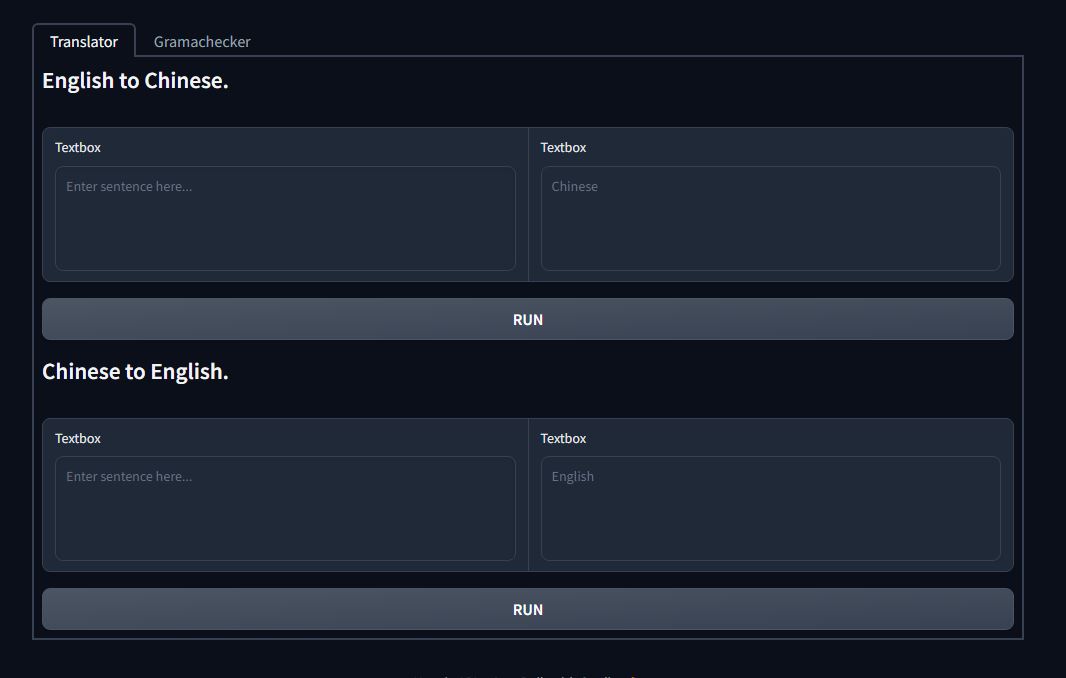 Translator Gramachecker
English to Chinese.
Textbox Textbox
Enter sentence here... Chinese
RUN
Chinese to English.
Textbox Textbox
Enter sentence here... English
RUN